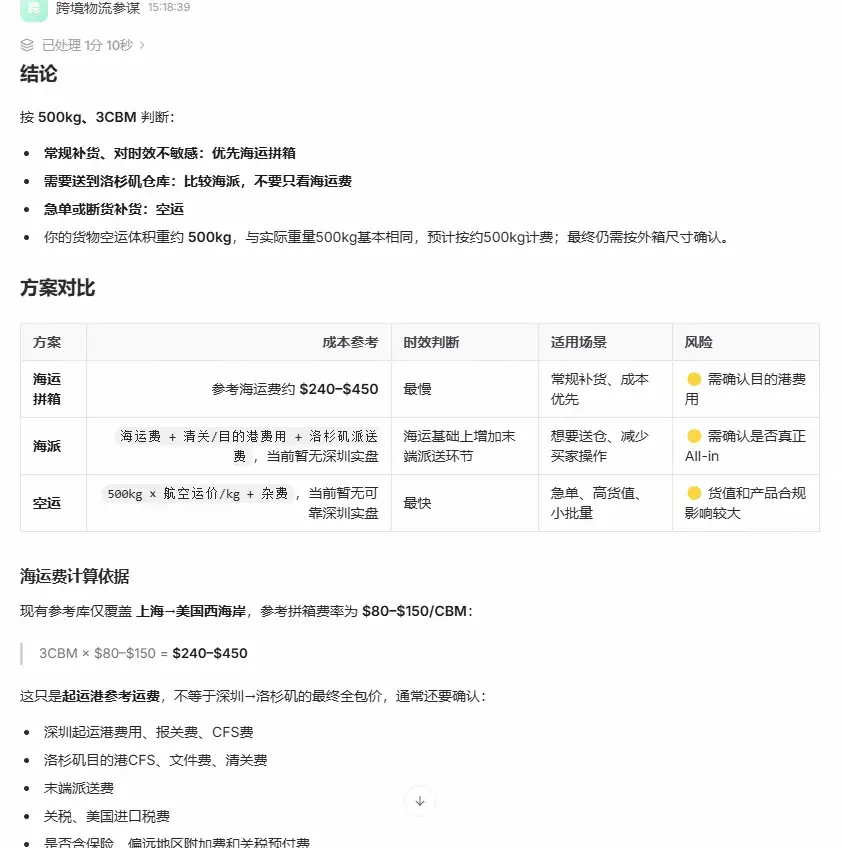 跨 跨境物流参谋 15:18:39
已处理 1分 10秒 >
结论
按 500kg、3CBM 判断：
• 常规补货、对时效不敏感：优先海运拼箱
• 需要送到洛杉矶仓库：比较海派，不要只看海运费
• 急单或断货补货：空运
• 你的货物空运体积重约 500kg，与实际重量500kg基本相同，预计按约500kg计费；最终仍需按外箱尺寸确认。
方案对比
方案 成本参考 时效判断 适用场景 风险
海运
拼箱
参考海运费约 $240–$450
最慢
常规补货、成本
优先
需确认目的港费
用
海派
海运费 + 清关/目的港费用 + 洛杉矶派送
费 ，当前暂无深圳实盘
海运基础上增加末
端派送环节
想要送仓、减少
买家操作
需确认是否真正
All-in
空运
500kg × 航空运价/kg + 杂费 ，当前暂无可
靠深圳实盘
最快
急单、高货值、
小批量
货值和产品合规
影响较大
海运费计算依据
现有参考库仅覆盖 上海→美国西海岸，参考拼箱费率为 $80–$150/CBM：
3CBM × $80–$150 = $240–$450
这只是起运港参考运费，不等于深圳→洛杉矶的最终全包价，通常还要确认：
• 深圳起运港费用、报关费、CFS费
• 洛杉矶目的港CFS、文件费、清关费
• 末端派送费
• 关税、美国进口税费
• 是否含保险、偏远地区附加费和关税预付费